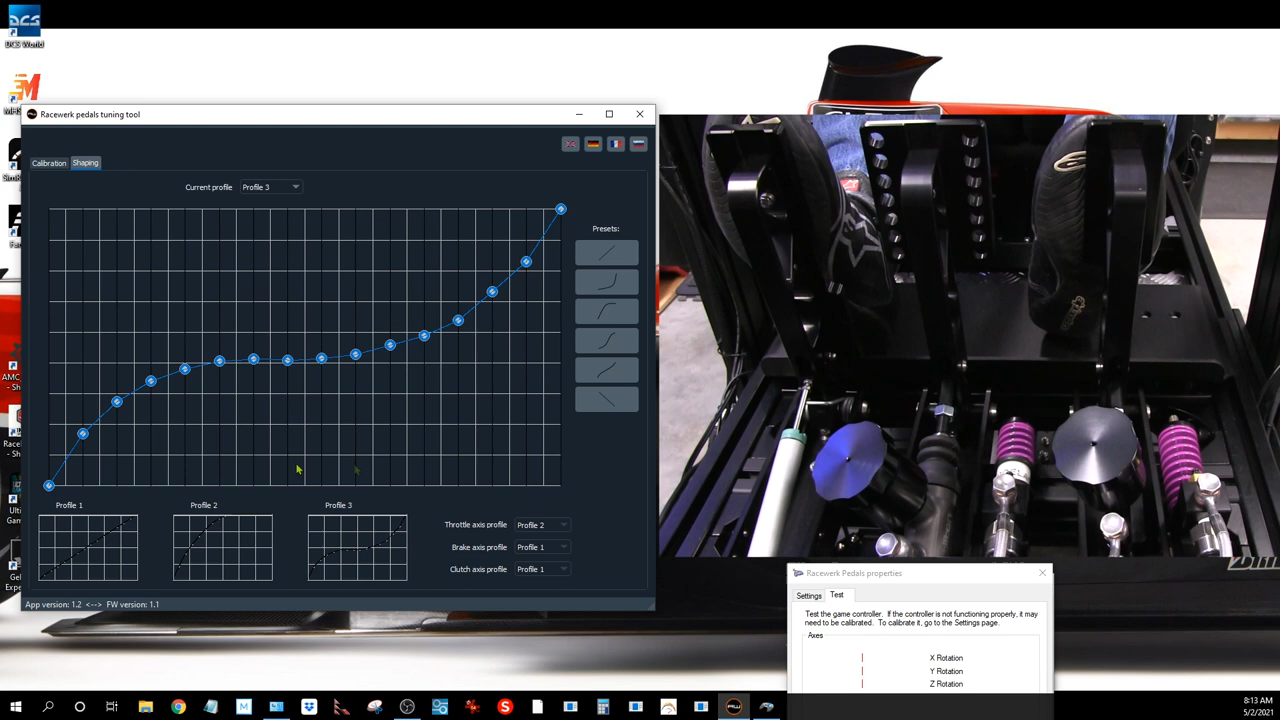 DCS
DCS World
Racewerk pedals tuning tool
Calibration
Shaping
Current profile
Profile 3
Presets:
Profile 1
Profile 2
Profile 3
Throttle axis profile
Profile 2
Brake axis profile
Profile 1
Clutch axis profile
Profile 1
App version: 1.2 <--> FW version: 1.1
Racewerk Pedals properties
Settings
Test
Test the game controller. If the controller is not functioning properly, it may
need to be calibrated. To calibrate it, go to the Settings page.
Axes
X Rotation
Y Rotation
Z Rotation
8:13 AM
5/2/2021